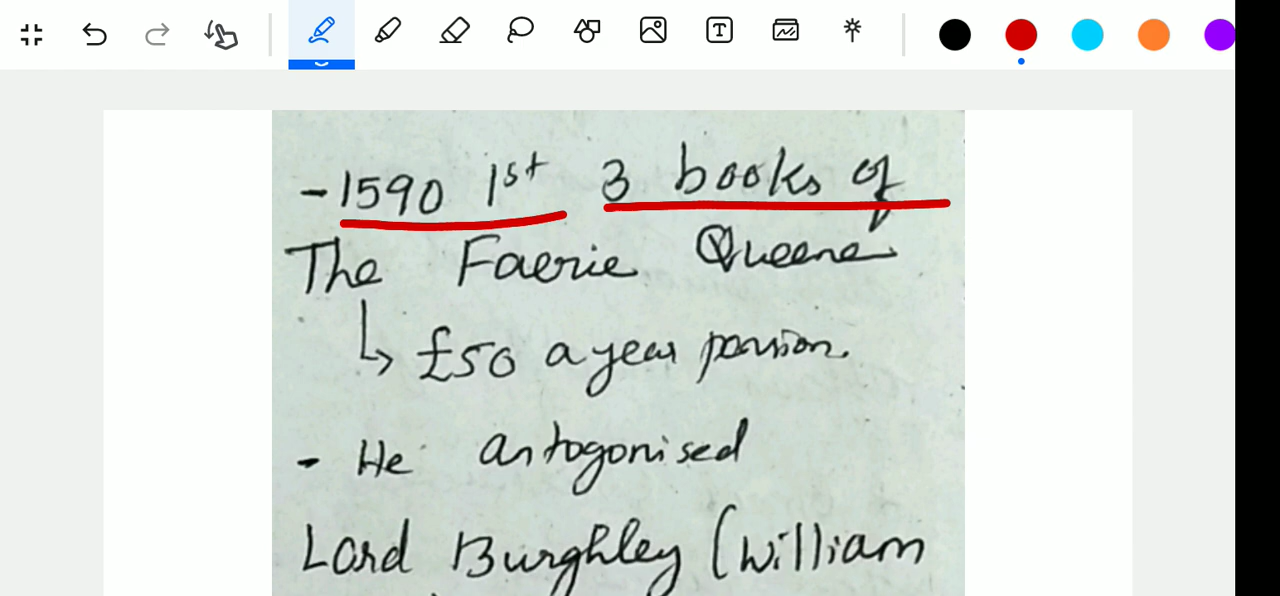 - 1590 1st 3 books of
The Faerie Queene
↳ £50 a year pension.
- He antogonised
Lord Burghley (William